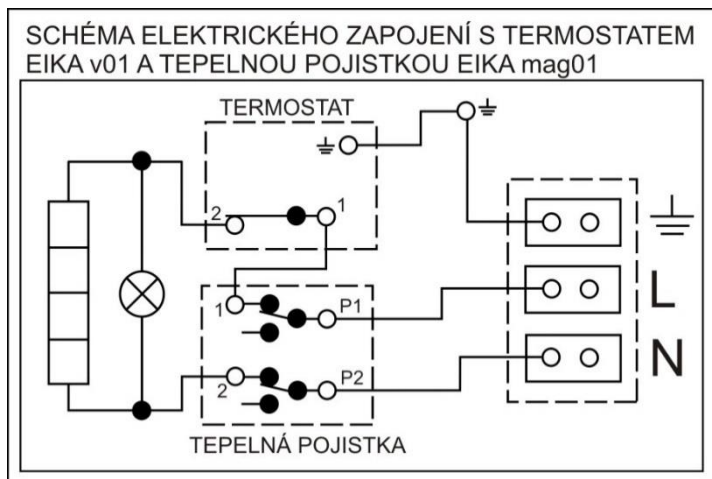 SCHÉMA ELEKTRICKÉHO ZAPOJENÍ S TERMOSTATEM
EIKA v01 A TEPELNOU POJISTKOU EIKA mag01
TERMOSTAT
2
1
1
P1
L
2
P2
N
TEPELNÁ POJISTKA